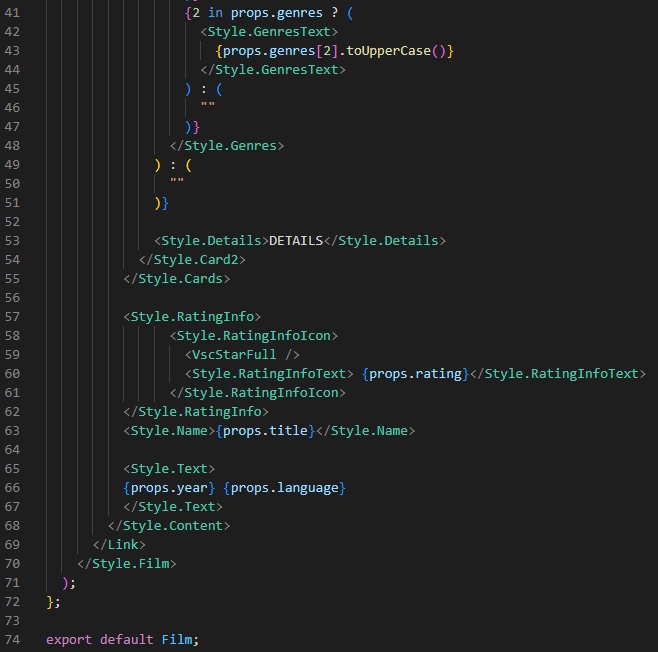 41 {2 in props.genres ? (
42 <Style.GenresText>
43 {props.genres[2].toUpperCase()}
44 </Style.GenresText>
45 ) : (
46 ""
47 )}
48 </Style.Genres>
49 ) : (
50 ""
51 )}
52
53 <Style.Details>DETAILS</Style.Details>
54 </Style.Card2>
55 </Style.Cards>
56
57 <Style.RatingInfo>
58 <Style.RatingInfoIcon>
59 <VscStarFull />
60 <Style.RatingInfoText> {props.rating}</Style.RatingInfoText>
61 </Style.RatingInfoIcon>
62 </Style.RatingInfo>
63 <Style.Name>{props.title}</Style.Name>
64
65 <Style.Text>
66 {props.year} {props.language}
67 </Style.Text>
68 </Style.Content>
69 </Link>
70 </Style.Film>
71 );
72 };
73
74 export default Film;